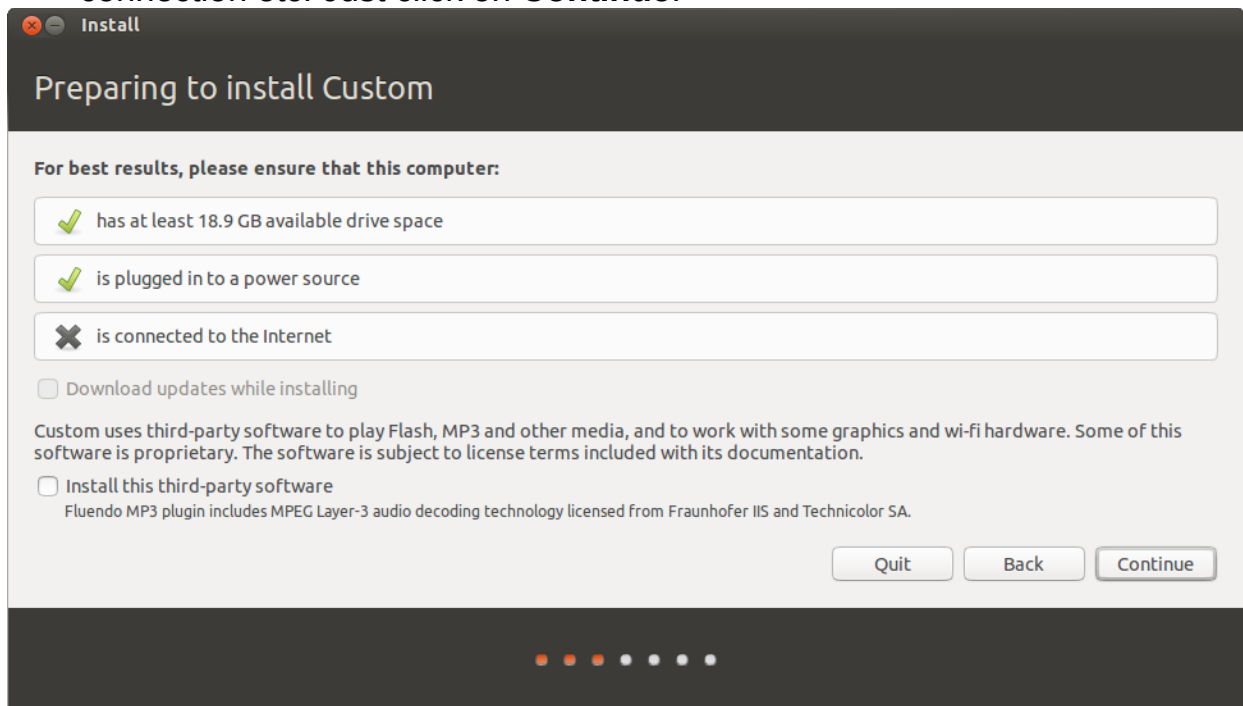 Install
Preparing to install Custom
For best results, please ensure that this computer:
has at least 18.9 GB available drive space
is plugged in to a power source
is connected to the Internet
Download updates while installing
Custom uses third-party software to play Flash, MP3 and other media, and to work with some graphics and wi-fi hardware. Some of this
software is proprietary. The software is subject to license terms included with its documentation.
Install this third-party software
Fluendo MP3 plugin includes MPEG Layer-3 audio decoding technology licensed from Fraunhofer IIS and Technicolor SA.
Quit Back Continue